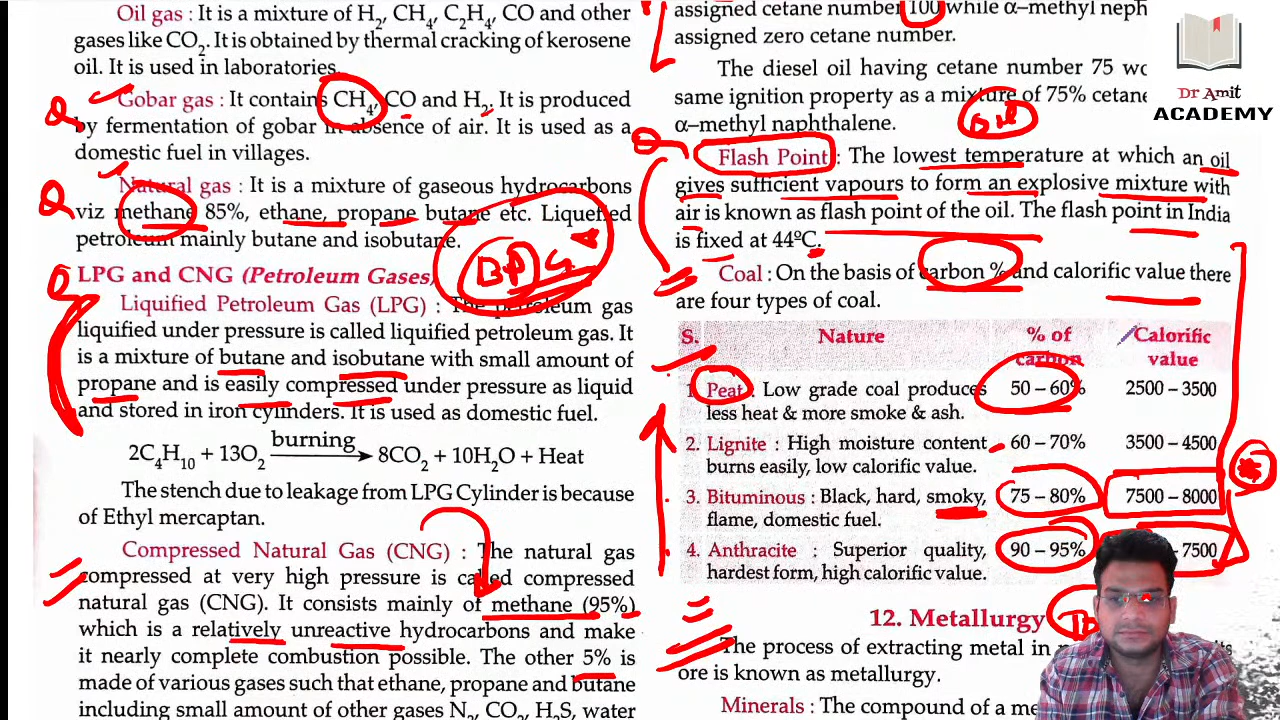 Oil gas : It is a mixture of H2, CH4, C2H4, CO and other
gases like CO2. It is obtained by thermal cracking of kerosene
oil. It is used in laboratories.
Gobar gas : It contains CH4, CO and H2. It is produced
by fermentation of gobar in absence of air. It is used as a
domestic fuel in villages.
Natural gas : It is a mixture of gaseous hydrocarbons
viz methane 85%, ethane, propane butane etc. Liquefied
petroleum mainly butane and isobutane.
BPG
LPG and CNG (Petroleum Gases)
Liquified Petroleum Gas (LPG) : The petroleum gas
liquified under pressure is called liquified petroleum gas. It
is a mixture of butane and isobutane with small amount of
propane and is easily compressed under pressure as liquid
and stored in iron cylinders. It is used as domestic fuel.
2C4H10 + 13O2 burning → 8CO2 + 10H2O + Heat
The stench due to leakage from LPG Cylinder is because
of Ethyl mercaptan.
Compressed Natural Gas (CNG) : The natural gas
compressed at very high pressure is called compressed
natural gas (CNG). It consists mainly of methane (95%)
which is a relatively unreactive hydrocarbons and make
it nearly complete combustion possible. The other 5% is
made of various gases such that ethane, propane and butane
including small amount of other gases N2, CO2, H2S, water
assigned cetane number 100 while α–methyl neph
assigned zero cetane number.
The diesel oil having cetane number 75 wo
same ignition property as a mixture of 75% cetane
α–methyl naphthalene.
Oil
Flash Point : The lowest temperature at which an oil
gives sufficient vapours to form an explosive mixture with
air is known as flash point of the oil. The flash point in India
is fixed at 44ºC.
Coal : On the basis of carbon % and calorific value there
are four types of coal.
S. Nature % of carbon Calorific value
1. Peat : Low grade coal produces 50 – 60% 2500 – 3500
less heat & more smoke & ash.
2. Lignite : High moisture content 60 – 70% 3500 – 4500
burns easily, low calorific value.
3. Bituminous : Black, hard, smoky, 75 – 80% 7500 – 8000
flame, domestic fuel.
4. Anthracite : Superior quality, 90 – 95% – 7500
hardest form, high calorific value.
12. Metallurgy
The process of extracting metal in
ore is known as metallurgy.
Minerals : The compound of a me
Dr Amit
ACADEMY